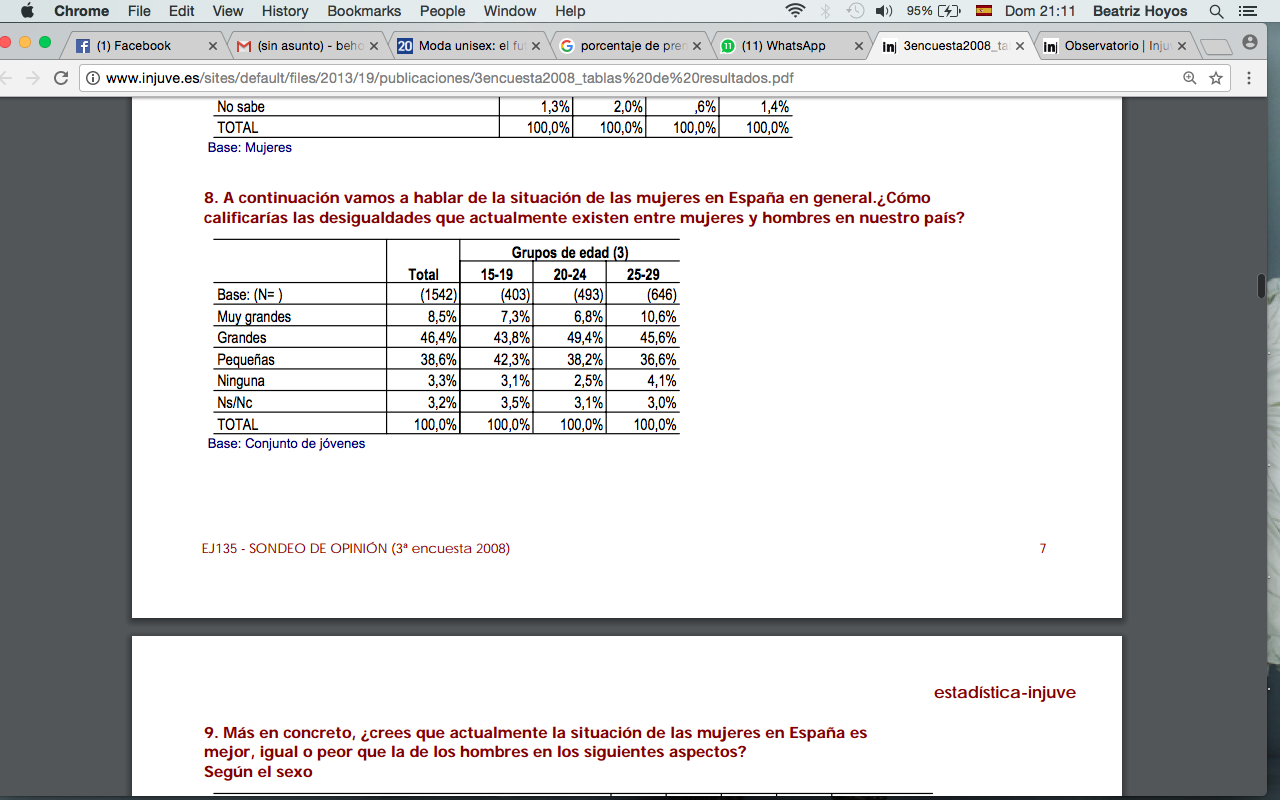 Chrome File Edit View History Bookmarks People Window Help 95% Dom 21:11 Beatriz Hoyos
(1) Facebook (sin asunto) - beho 20 Moda unisex: el fut porcentaje de pren 11 (11) WhatsApp inj 3encuesta2008_ta inj Observatorio | Inju
www.injuve.es/sites/default/files/2013/19/publicaciones/3encuesta2008_tablas%20de%20resultados.pdf
No sabe 1,3% 2,0% ,6% 1,4%
TOTAL 100,0% 100,0% 100,0% 100,0%
Base: Mujeres
8. A continuación vamos a hablar de la situación de las mujeres en España en general.¿Cómo
calificarías las desigualdades que actualmente existen entre mujeres y hombres en nuestro país?
Grupos de edad (3)
Total 15-19 20-24 25-29
Base: (N= ) (1542) (403) (493) (646)
Muy grandes 8,5% 7,3% 6,8% 10,6%
Grandes 46,4% 43,8% 49,4% 45,6%
Pequeñas 38,6% 42,3% 38,2% 36,6%
Ninguna 3,3% 3,1% 2,5% 4,1%
Ns/Nc 3,2% 3,5% 3,1% 3,0%
TOTAL 100,0% 100,0% 100,0% 100,0%
Base: Conjunto de jóvenes
EJ135 - SONDEO DE OPINIÓN (3ª encuesta 2008) 7
estadística-injuve
9. Más en concreto, ¿crees que actualmente la situación de las mujeres en España es
mejor, igual o peor que la de los hombres en los siguientes aspectos?
Según el sexo